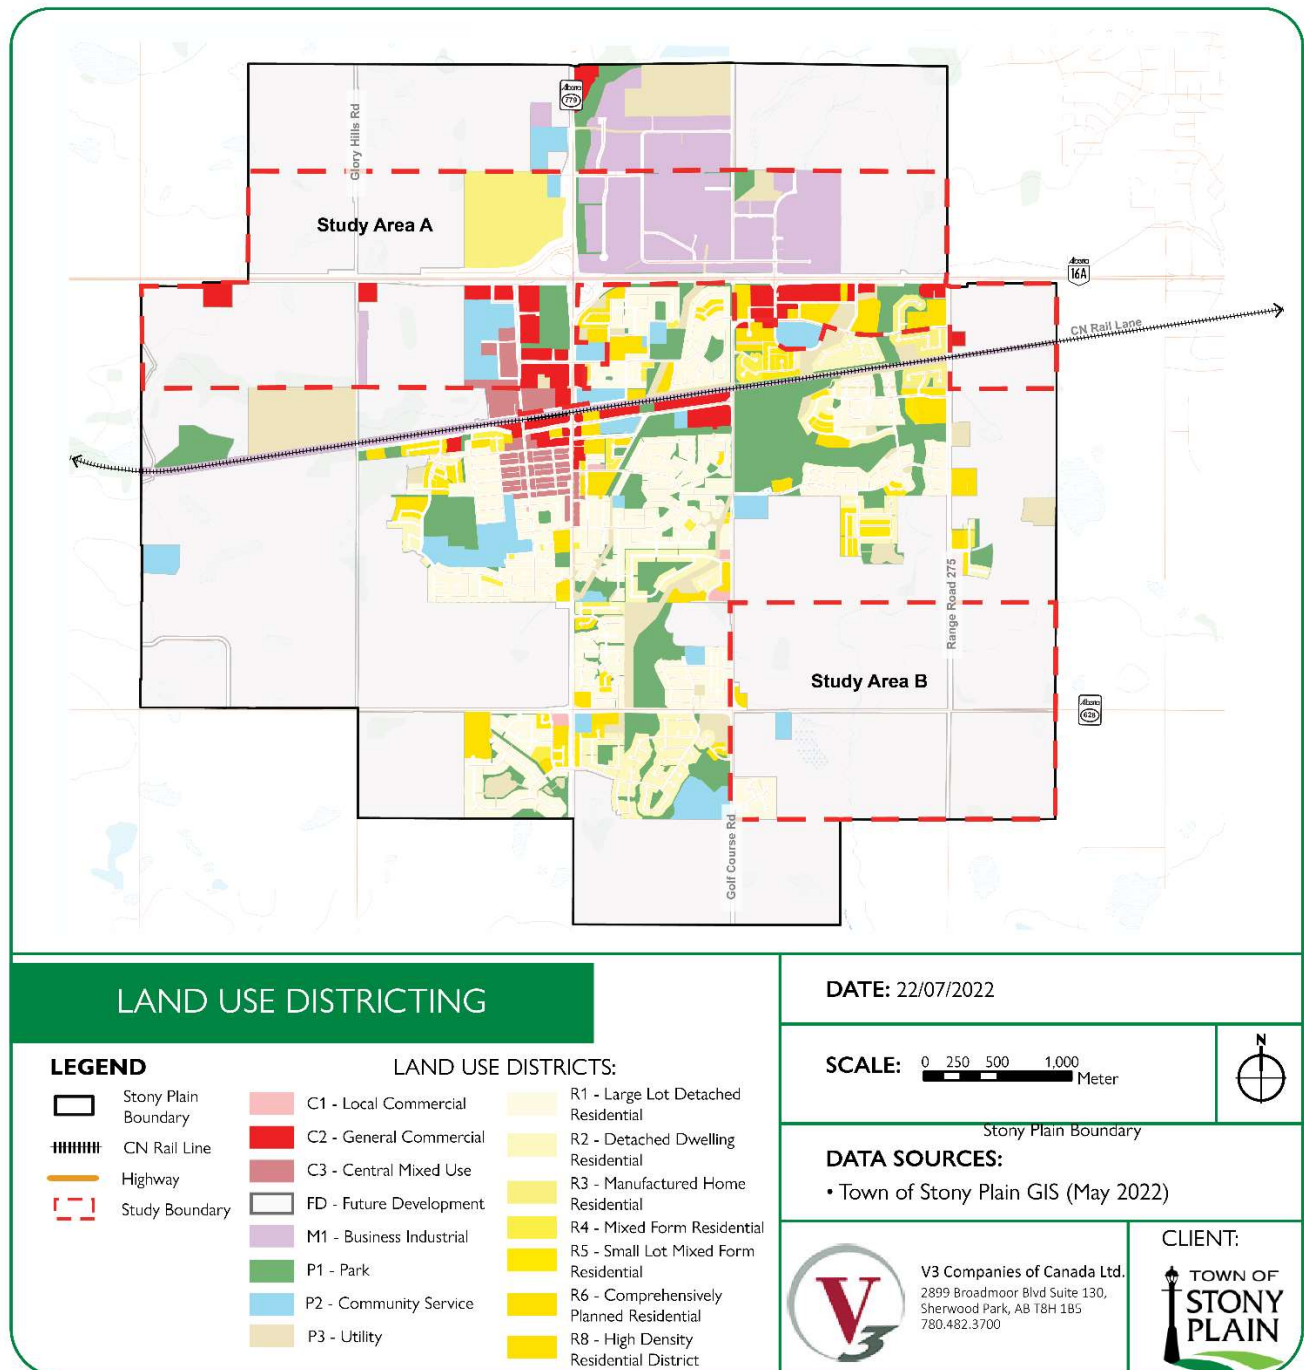 Alberta
779
Glory Hills Rd
Study Area A
Alberta
16A
CN Rail Lane
Range Road 275
Study Area B
Alberta
628
Golf Course Rd
LAND USE DISTRICTING
LEGEND
Stony Plain
Boundary
CN Rail Line
Highway
Study Boundary
LAND USE DISTRICTS:
C1 - Local Commercial
C2 - General Commercial
C3 - Central Mixed Use
FD - Future Development
M1 - Business Industrial
P1 - Park
P2 - Community Service
P3 - Utility
R1 - Large Lot Detached
Residential
R2 - Detached Dwelling
Residential
R3 - Manufactured Home
Residential
R4 - Mixed Form Residential
R5 - Small Lot Mixed Form
Residential
R6 - Comprehensively
Planned Residential
R8 - High Density
Residential District
DATE: 22/07/2022
SCALE: 0 250 500 1,000
Meter
N
Stony Plain Boundary
DATA SOURCES:
• Town of Stony Plain GIS (May 2022)
V3
V3 Companies of Canada Ltd.
2899 Broadmoor Blvd Suite 130,
Sherwood Park, AB T8H 1B5
780.482.3700
CLIENT:
TOWN OF
STONY
PLAIN